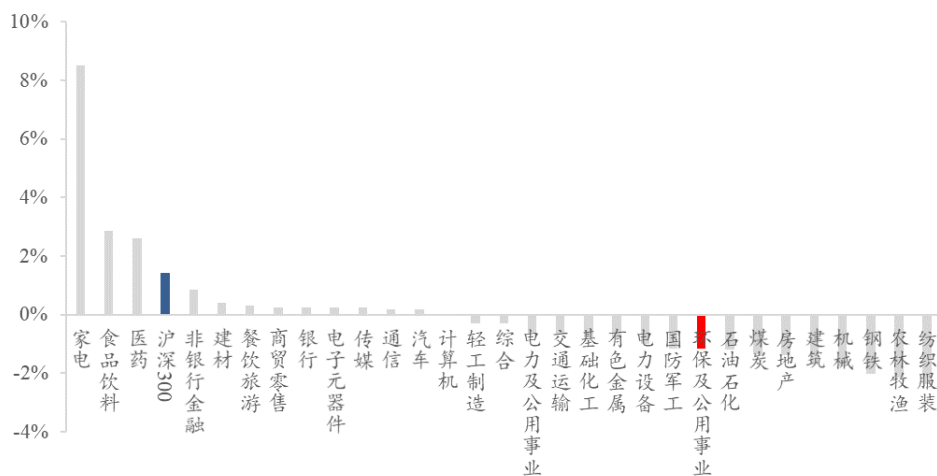 10%
8%
6%
4%
2%
0%
-2%
-4%
家电
食品饮料
医药
沪深300
非银行金融
建材
餐饮旅游
商贸零售
银行
电子元器件
传媒
通信
汽车
计算机
轻工制造
综合
电力及公用事业
交通运输
基础化工
有色金属
电力设备
国防军工
环保及公用事业
石油石化
煤炭
房地产
建筑
机械
钢铁
农林牧渔
纺织服装